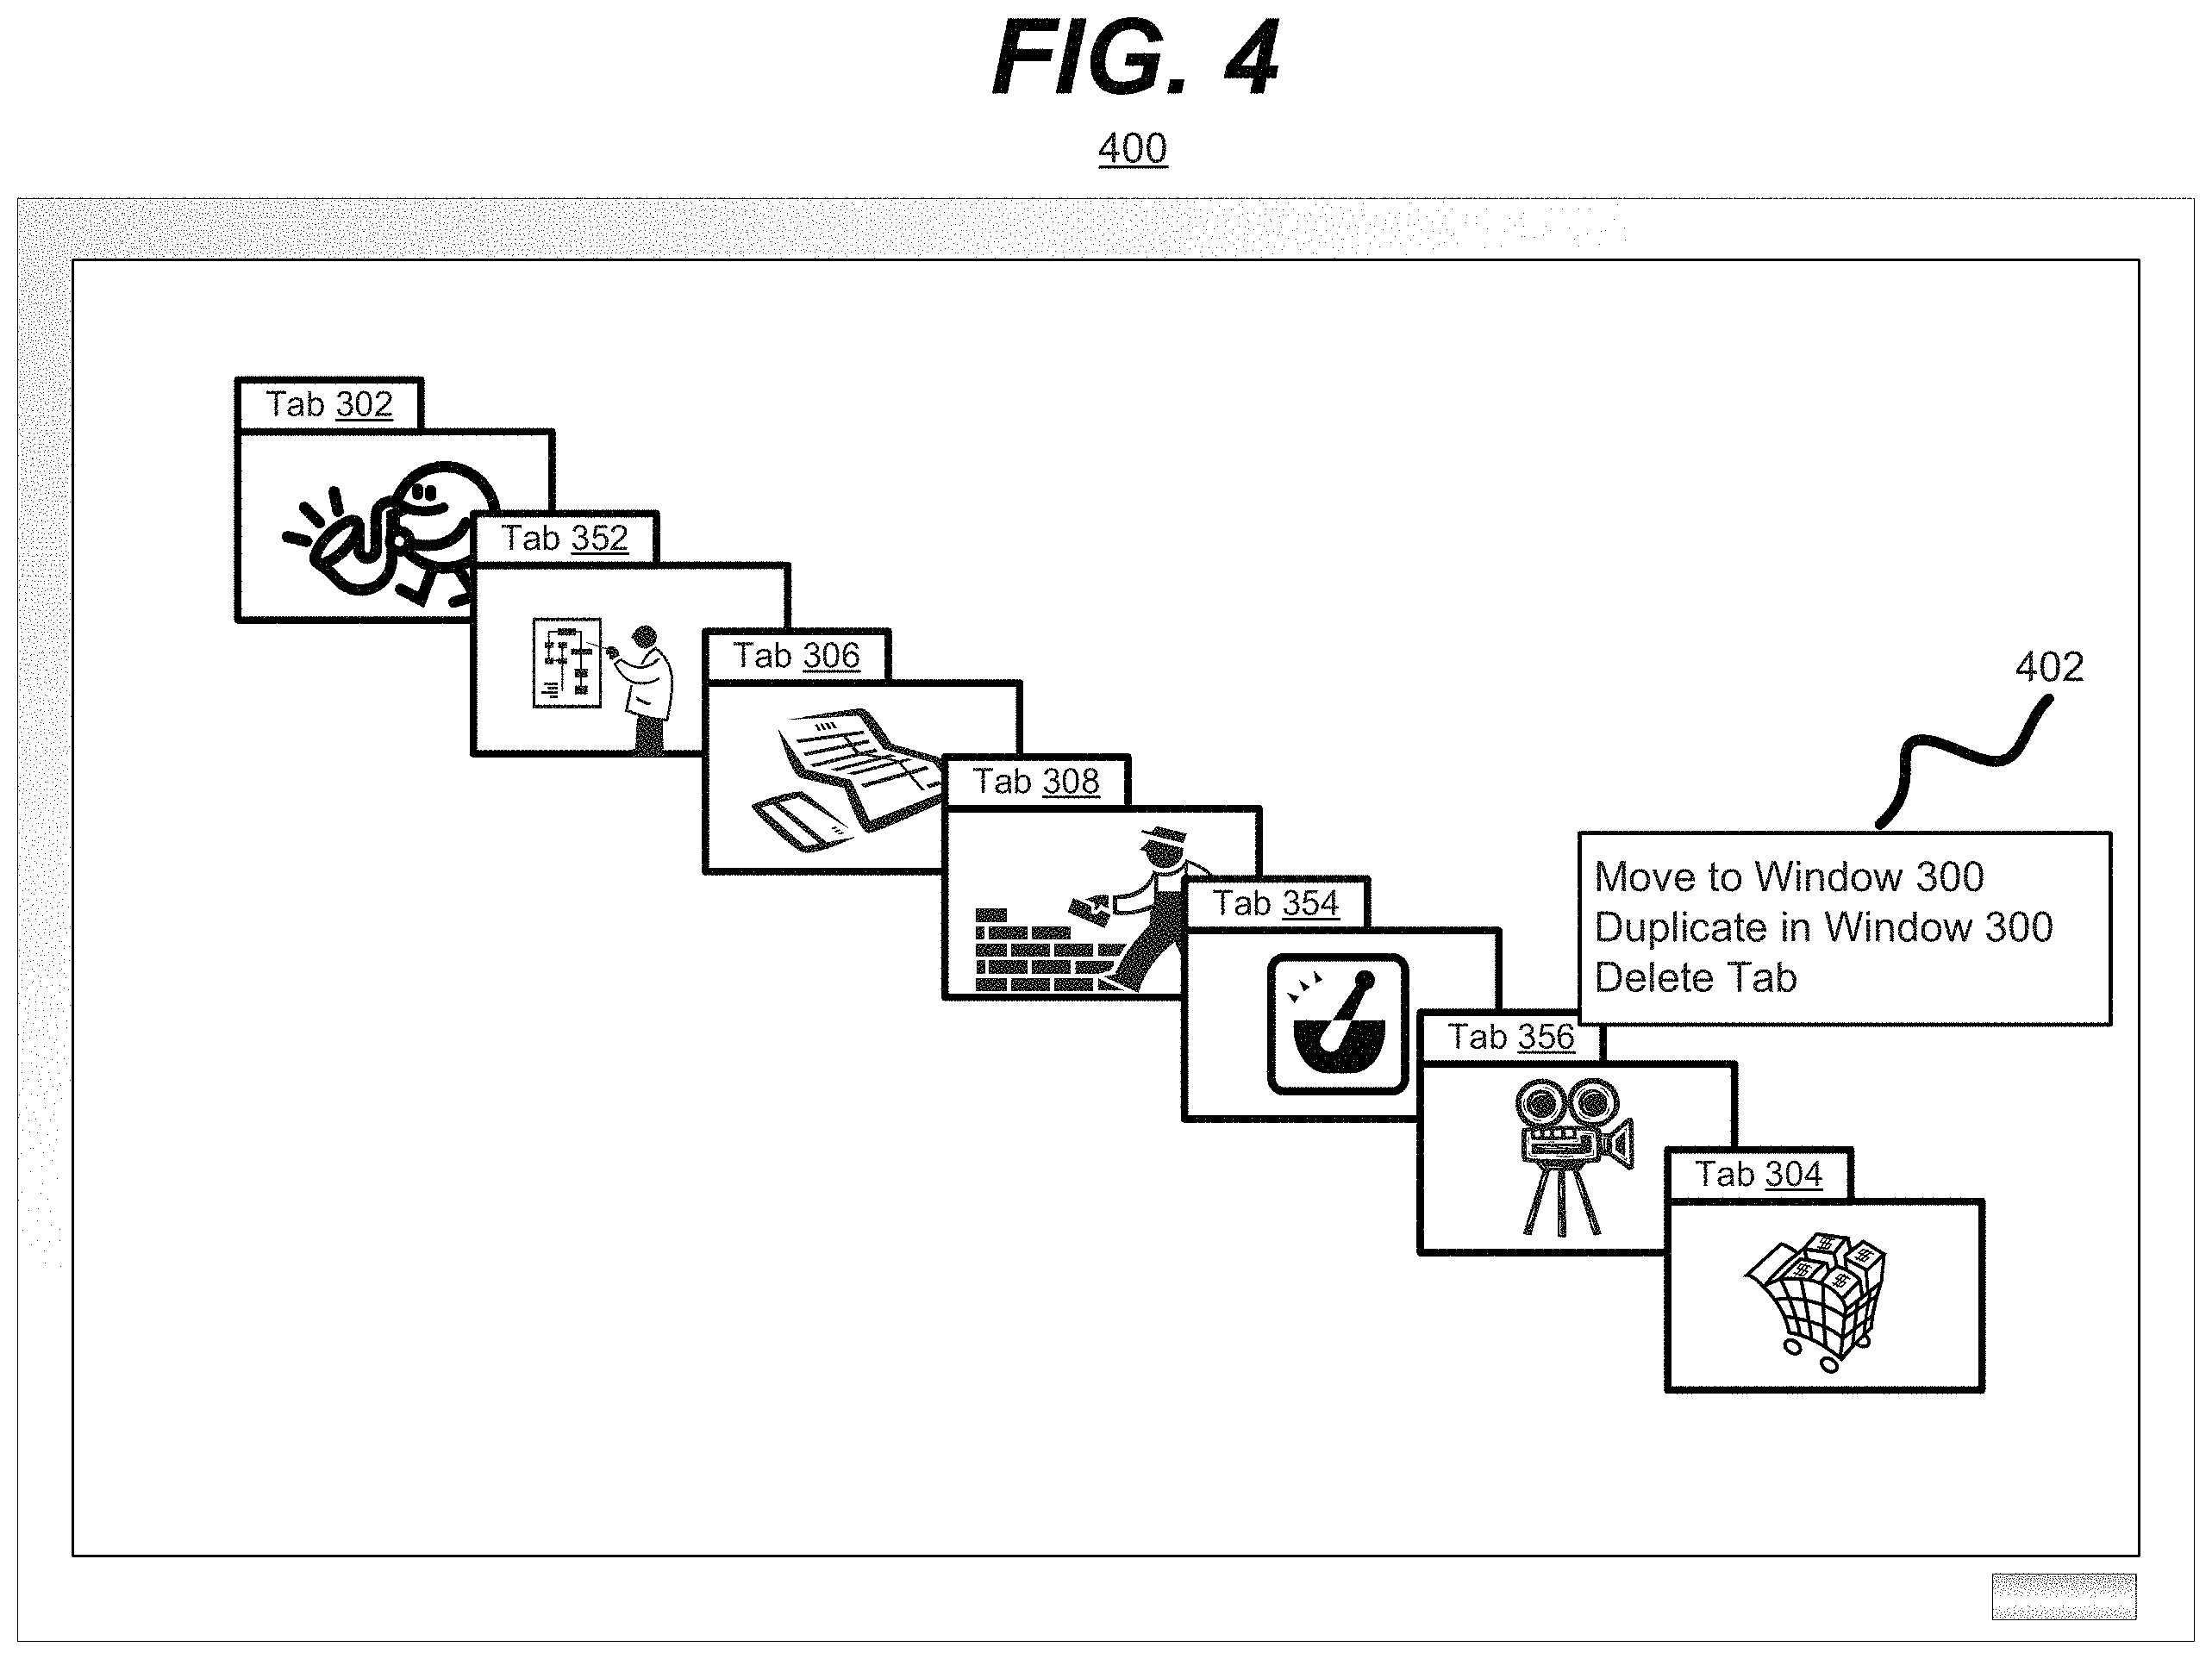 FIG. 4
400
Tab 302
Tab 352
Tab 306
402
Tab 308
Move to Window 300
Duplicate in Window 300
Delete Tab
Tab 354
Tab 356
Tab 304
$ $ $ $